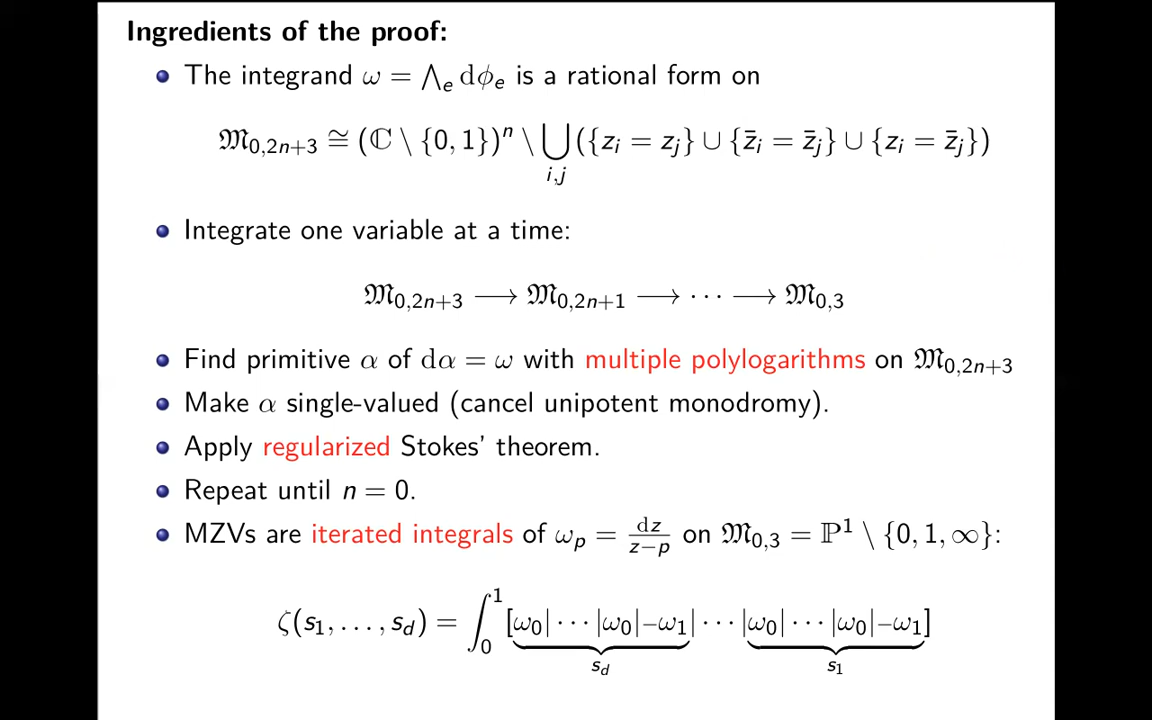 Ingredients of the proof:
• The integrand ω = ⋀ₑ dϕₑ is a rational form on
𝔐₀,₂ₙ₊₃ ≅ (ℂ \ {0, 1})ⁿ \ ⋃_{i,j} ({zᵢ = zⱼ} ∪ {z̄ᵢ = z̄ⱼ} ∪ {zᵢ = z̄ⱼ})
• Integrate one variable at a time:
𝔐₀,₂ₙ₊₃ ⟶ 𝔐₀,₂ₙ₊₁ ⟶ ⋯ ⟶ 𝔐₀,₃
• Find primitive α of dα = ω with multiple polylogarithms on 𝔐₀,₂ₙ₊₃
• Make α single-valued (cancel unipotent monodromy).
• Apply regularized Stokes' theorem.
• Repeat until n = 0.
• MZVs are iterated integrals of ωₚ = dz/(z−p) on 𝔐₀,₃ = ℙ¹ \ {0, 1, ∞}:
ζ(s₁, …, s_d) = ∫₀¹ [ω₀| ⋯ |ω₀|−ω₁| ⋯ |ω₀| ⋯ |ω₀|−ω₁]
s_d s₁